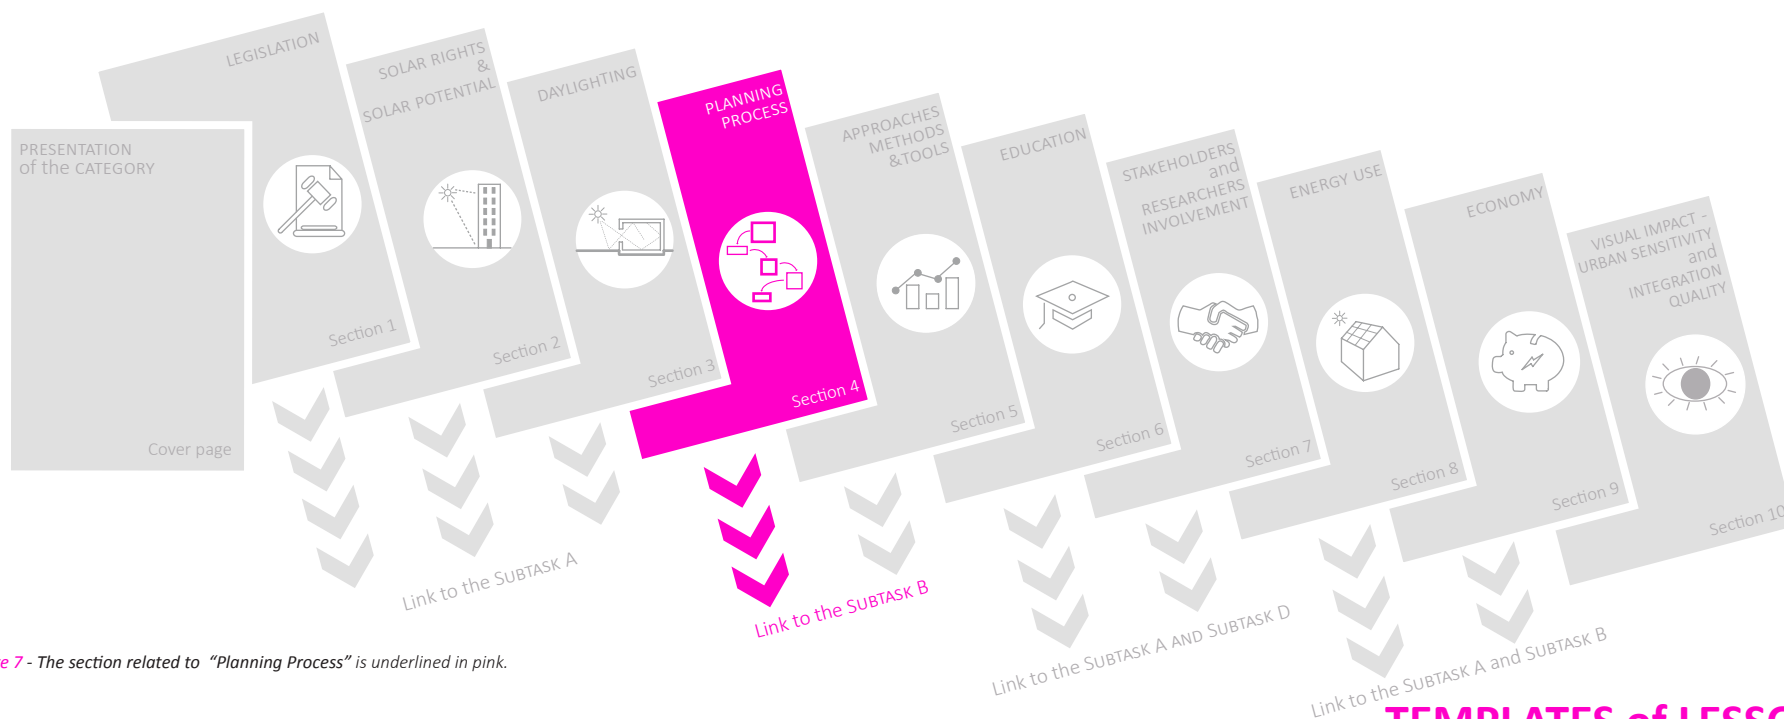 PRESENTATION
of the CATEGORY
Cover page
LEGISLATION
Section 1
SOLAR RIGHTS
&
SOLAR POTENTIAL
Section 2
DAYLIGHTING
Section 3
PLANNING
PROCESS
Section 4
APPROACHES
METHODS
&TOOLS
Section 5
EDUCATION
Section 6
STAKEHOLDERS
and
RESEARCHERS
INVOLVEMENT
Section 7
ENERGY USE
Section 8
ECONOMY
Section 9
VISUAL IMPACT -
URBAN SENSITIVITY
and
INTEGRATION
QUALITY
Section 10
Link to the SUBTASK A
Link to the SUBTASK B
Link to the SUBTASK A AND SUBTASK D
Link to the SUBTASK A and SUBTASK B
e 7 - The section related to "Planning Process" is underlined in pink.
TEMPLATES of LESSO